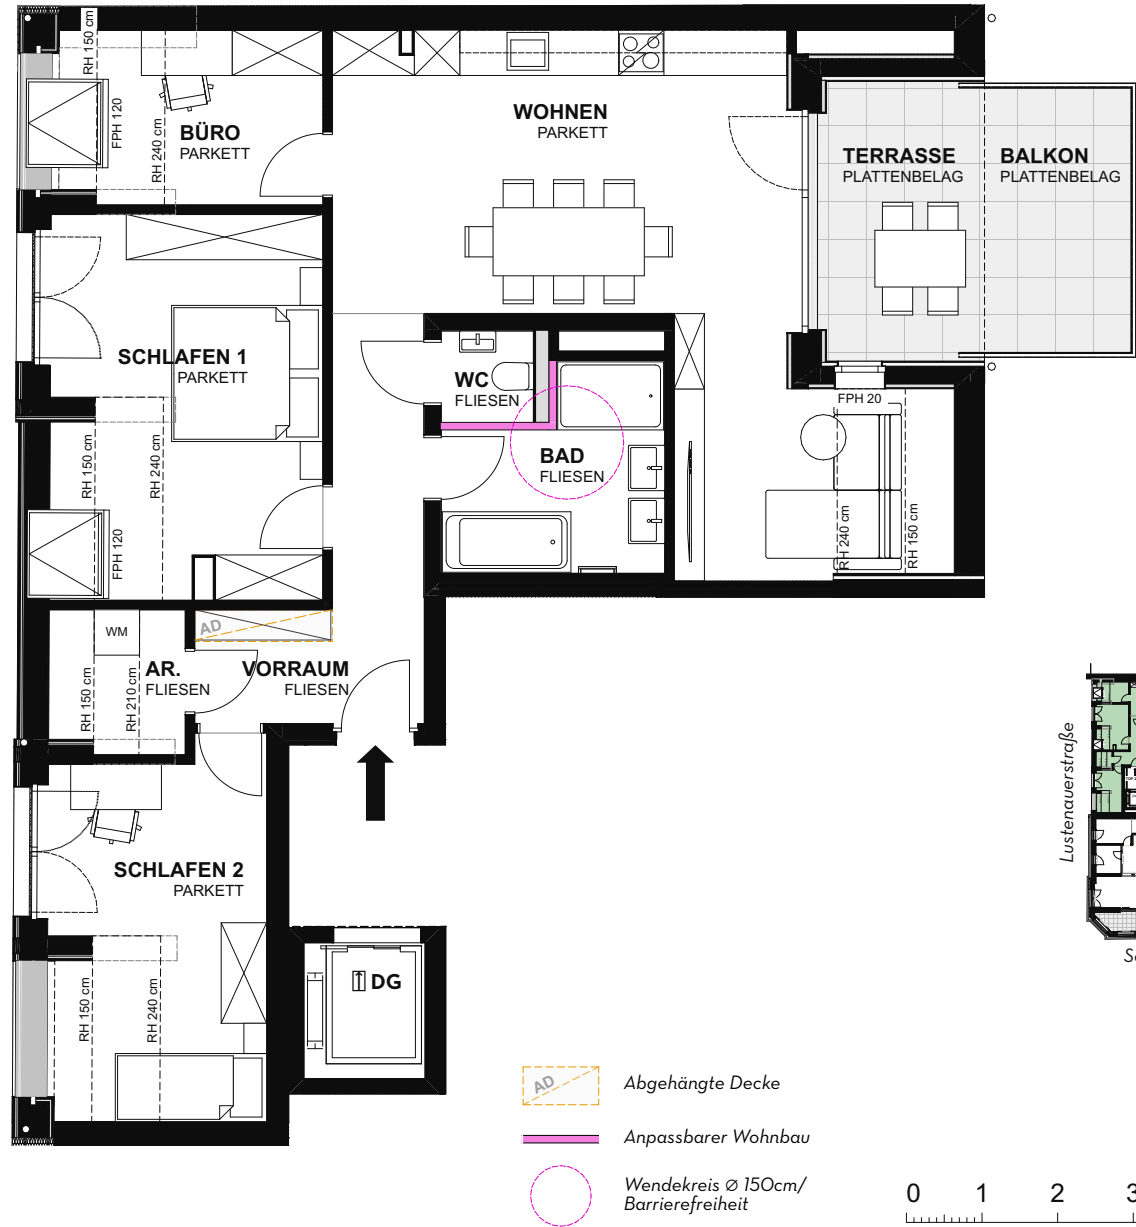 RH 150 cm
FPH 120
RH 240 cm
BÜRO
PARKETT
WOHNEN
PARKETT
TERRASSE
PLATTENBELAG
BALKON
PLATTENBELAG
SCHLAFEN 1
PARKETT
RH 150 cm
RH 240 cm
FPH 120
WC
FLIESEN
BAD
FLIESEN
FPH 20
RH 240 cm
RH 150 cm
WM
AD
AR.
FLIESEN
VORRAUM
FLIESEN
RH 150 cm
RH 210 cm
SCHLAFEN 2
PARKETT
RH 150 cm
RH 240 cm
DG
Lustenauerstraße
AD
Abgehängte Decke
Anpassbarer Wohnbau
Wendekreis Ø 150cm/
Barrierefreiheit
0 1 2 3